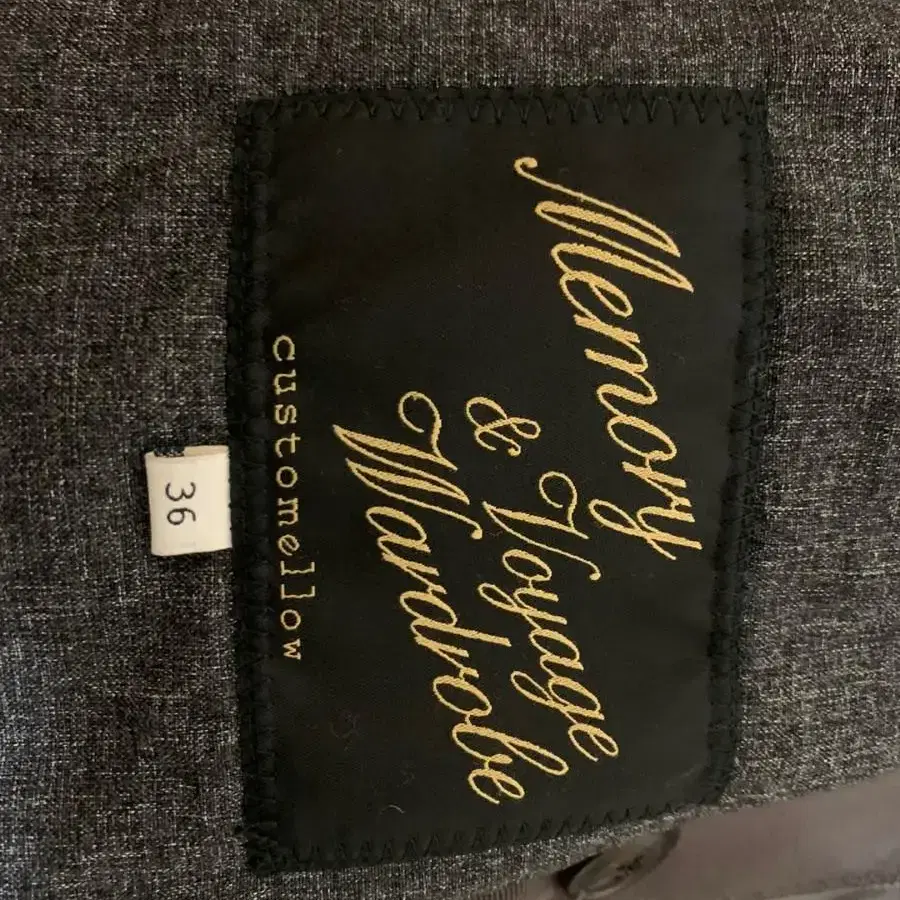 Memory
& Voyage
Wardrobe
customellow
36